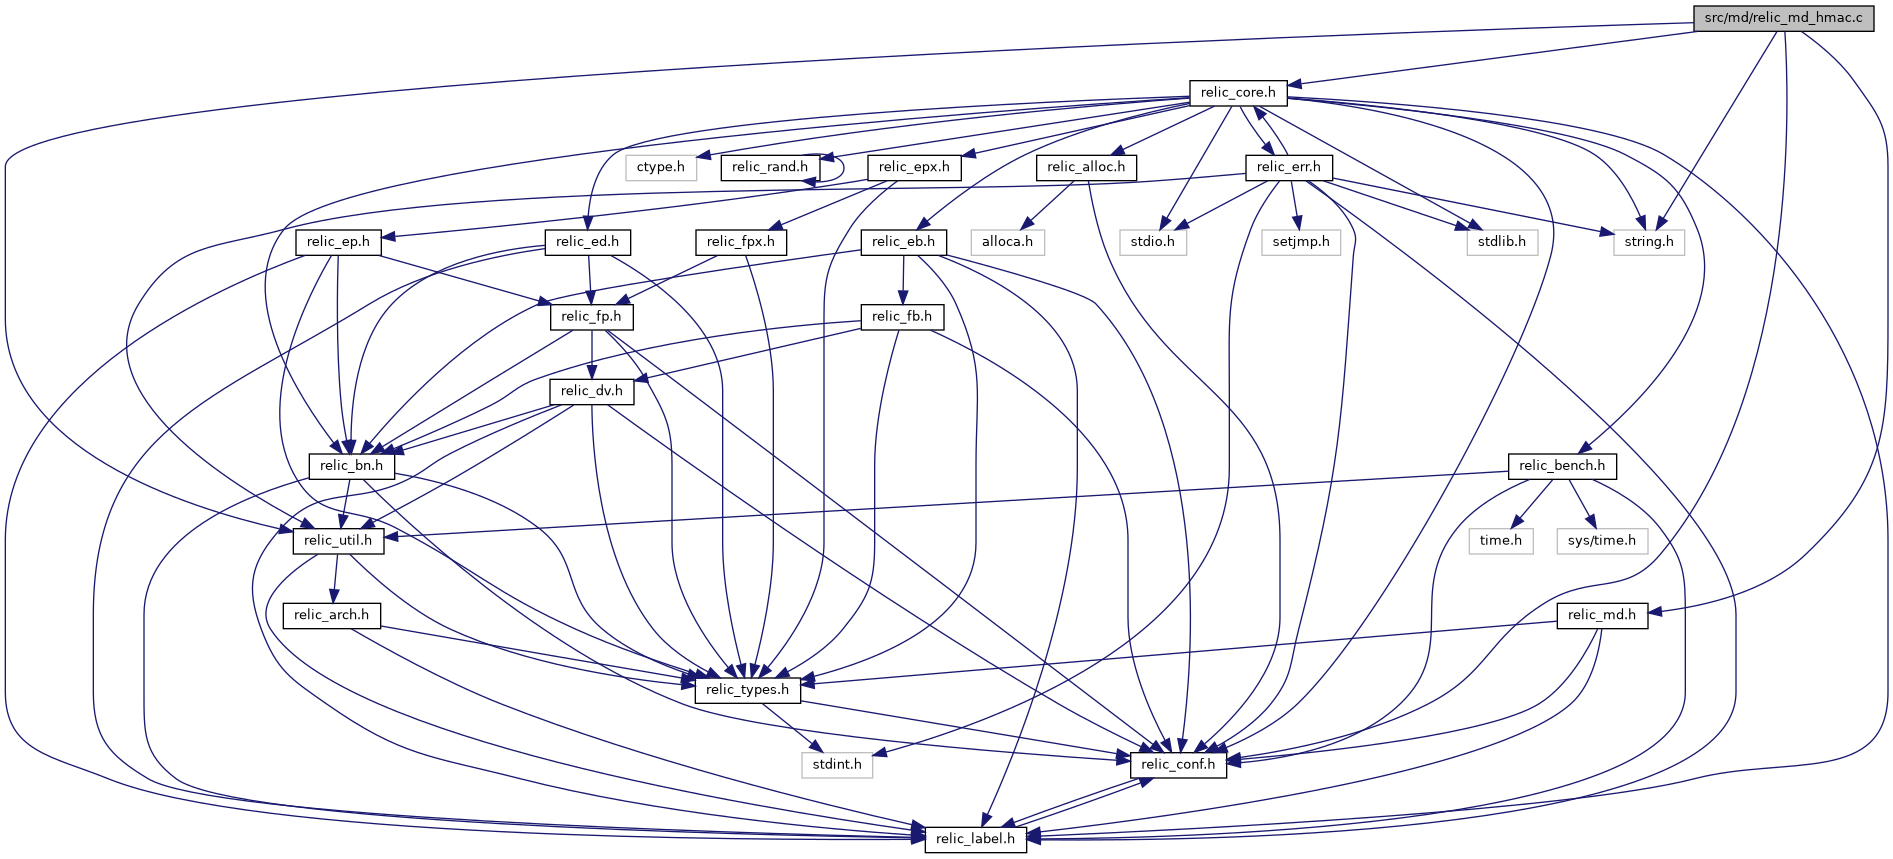 src/md/relic_md_hmac.c
relic_core.h
ctype.h
relic_rand.h
relic_epx.h
relic_alloc.h
relic_err.h
relic_ep.h
relic_ed.h
relic_fpx.h
relic_eb.h
alloca.h
stdio.h
setjmp.h
stdlib.h
string.h
relic_fp.h
relic_fb.h
relic_dv.h
relic_bn.h
relic_bench.h
relic_util.h
time.h
sys/time.h
relic_arch.h
relic_md.h
relic_types.h
stdint.h
relic_conf.h
relic_label.h